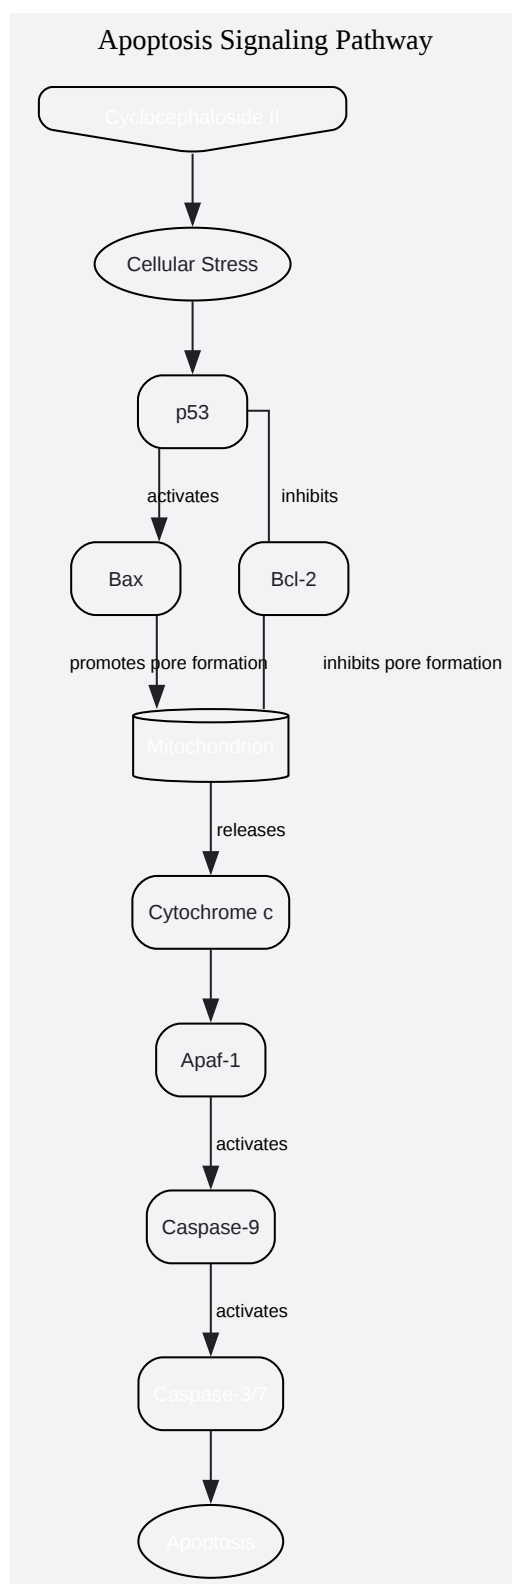 Apoptosis Signaling Pathway
Cyclocephaloside II
Cellular Stress
p53
activates
inhibits
Bax
Bcl-2
promotes pore formation
inhibits pore formation
Mitochondrion
releases
Cytochrome c
Apaf-1
activates
Caspase-9
activates
Caspase-3/7
Apoptosis